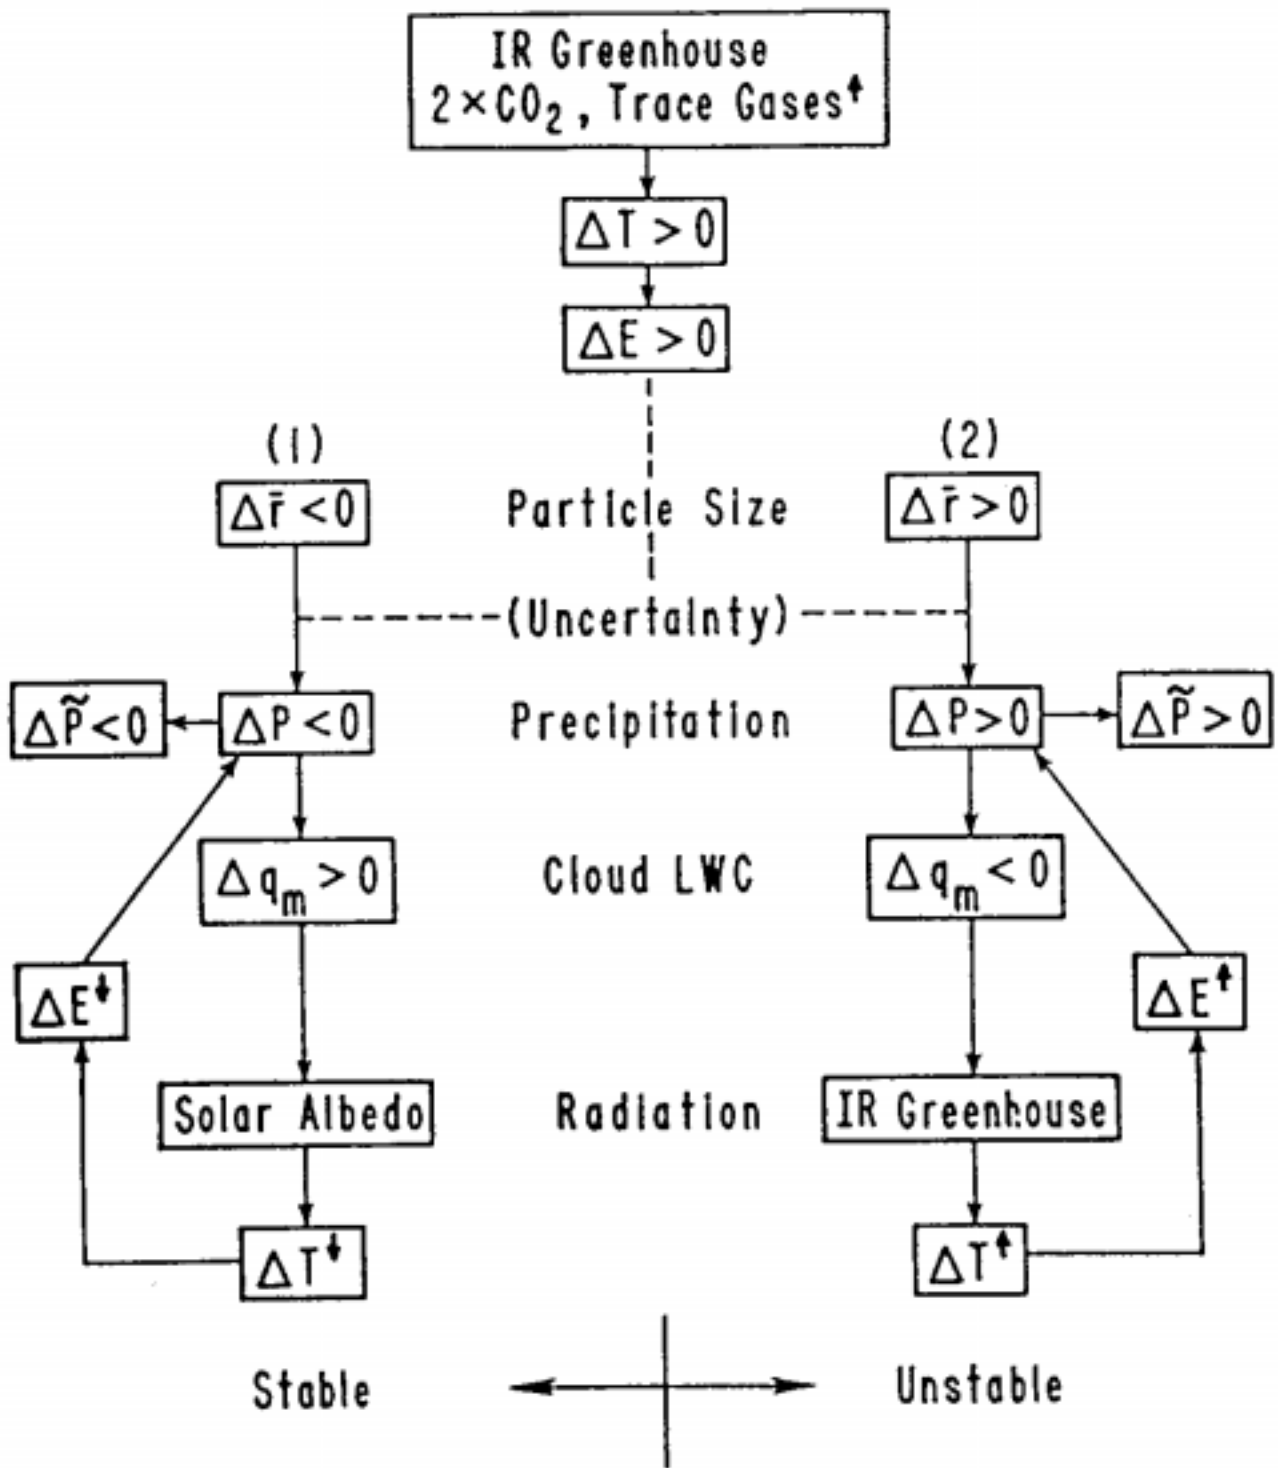 IR Greenhouse
2×CO₂, Trace Gases↑
ΔT > 0
ΔE > 0
(1)
(2)
Δr̄ < 0
Particle Size
Δr̄ > 0
(Uncertainty)
ΔP̃ < 0
ΔP < 0
Precipitation
ΔP > 0
ΔP̃ > 0
Δqₘ > 0
Cloud LWC
Δqₘ < 0
ΔE↓
ΔE↑
Solar Albedo
Radiation
IR Greenhouse
ΔT↓
ΔT↑
Stable
Unstable